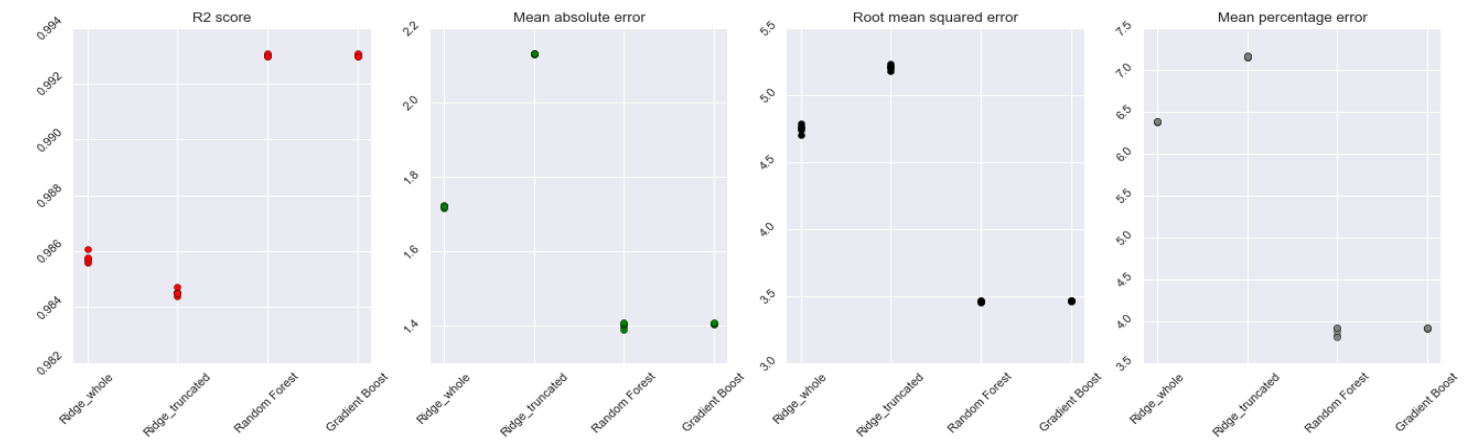 R2 score
0.994
0.992
0.990
0.988
0.986
0.984
0.982
Ridge_whole
Ridge_truncated
Random Forest
Gradient Boost
Mean absolute error
2.2
2.0
1.8
1.6
1.4
Ridge_whole
Ridge_truncated
Random Forest
Gradient Boost
Root mean squared error
5.5
5.0
4.5
4.0
3.5
3.0
Ridge_whole
Ridge_truncated
Random Forest
Gradient Boost
Mean percentage error
7.5
7.0
6.5
6.0
5.5
5.0
4.5
4.0
3.5
Ridge_whole
Ridge_truncated
Random Forest
Gradient Boost